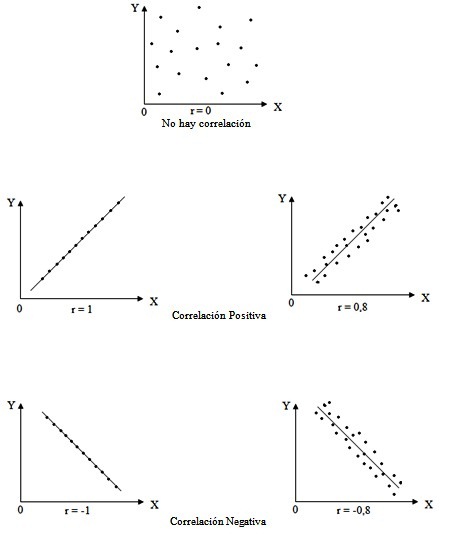 Y
0
r = 0
X
No hay correlación
Y
0
r = 1
X
Y
0
r = 0,8
X
Correlación Positiva
Y
0
r = -1
X
Y
0
r = -0,8
X
Correlación Negativa